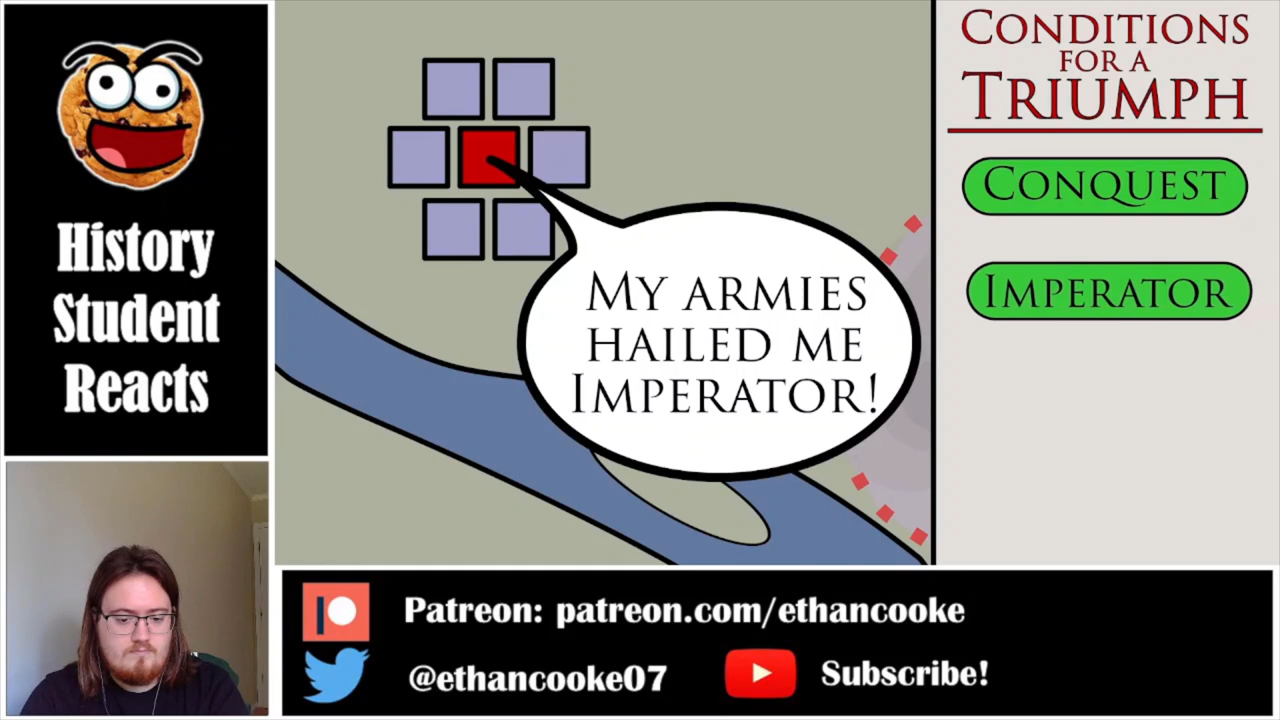 History
Student
Reacts
MY ARMIES
HAILED ME
IMPERATOR!
CONDITIONS
FOR A
TRIUMPH
CONQUEST
IMPERATOR
Patreon: patreon.com/ethancooke
@ethancooke07
Subscribe!